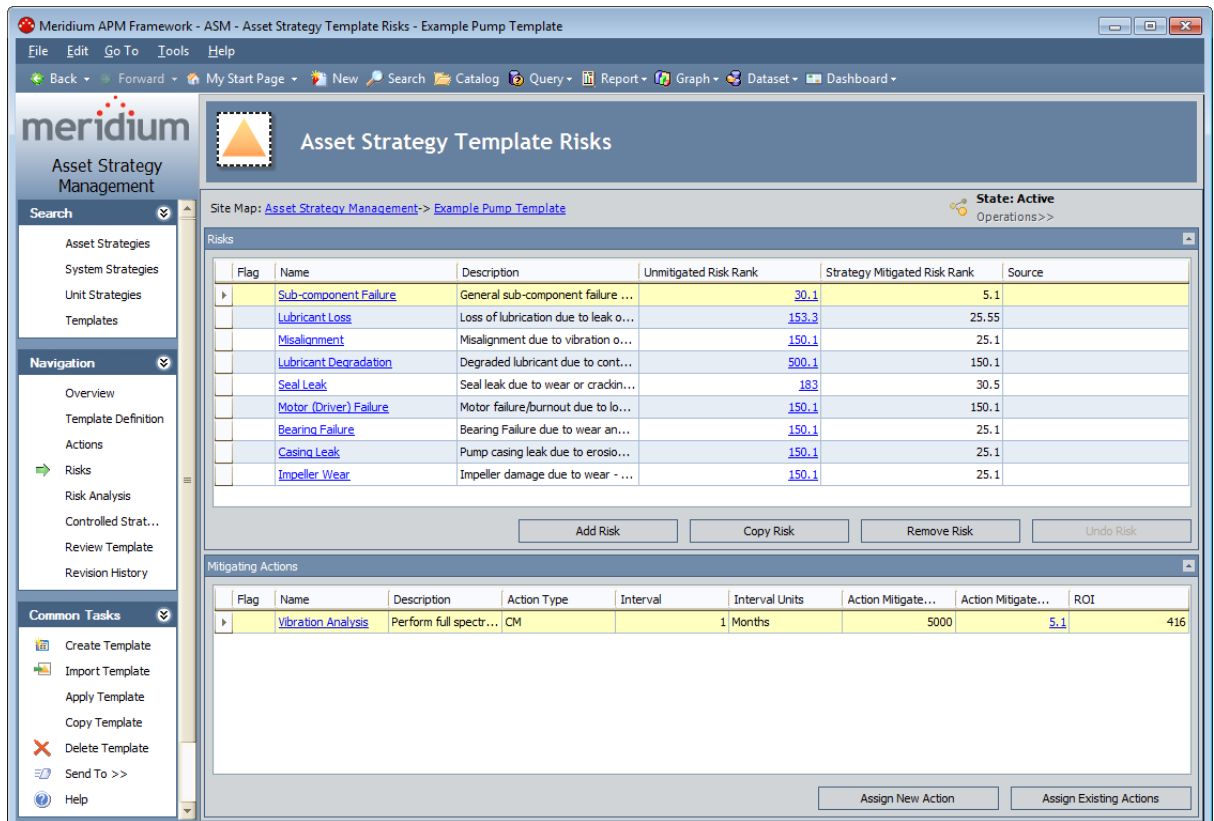 Meridium APM Framework - ASM - Asset Strategy Template Risks - Example Pump Template
File Edit Go To Tools Help
Back Forward My Start Page New Search Catalog Query Report Graph Dataset Dashboard
meridium
Asset Strategy
Management
Asset Strategy Template Risks
Site Map: Asset Strategy Management-> Example Pump Template
State: Active
Operations>>
Search
Asset Strategies
System Strategies
Unit Strategies
Templates
Navigation
Overview
Template Definition
Actions
Risks
Risk Analysis
Controlled Strat...
Review Template
Revision History
Common Tasks
Create Template
Import Template
Apply Template
Copy Template
Delete Template
Send To >>
Help
Risks
Flag Name Description Unmitigated Risk Rank Strategy Mitigated Risk Rank Source
Sub-component Failure General sub-component failure ... 30.1 5.1
Lubricant Loss Loss of lubrication due to leak o... 153.3 25.55
Misalignment Misalignment due to vibration o... 150.1 25.1
Lubricant Degradation Degraded lubricant due to cont... 500.1 150.1
Seal Leak Seal leak due to wear or crackin... 183 30.5
Motor (Driver) Failure Motor failure/burnout due to lo... 150.1 150.1
Bearing Failure Bearing Failure due to wear an... 150.1 25.1
Casing Leak Pump casing leak due to erosio... 150.1 25.1
Impeller Wear Impeller damage due to wear - ... 150.1 25.1
Add Risk Copy Risk Remove Risk Undo Risk
Mitigating Actions
Flag Name Description Action Type Interval Interval Units Action Mitigate... Action Mitigate... ROI
Vibration Analysis Perform full spectr... CM 1 Months 5000 5.1 416
Assign New Action Assign Existing Actions